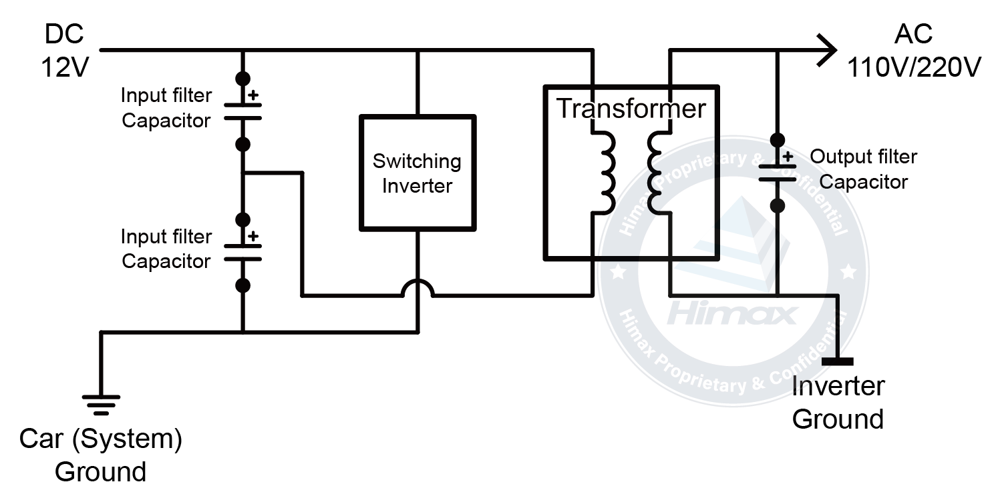 DC
12V
AC
110V/220V
Input filter
Capacitor
+
Switching
Inverter
Transformer
+
Output filter
Capacitor
Input filter
Capacitor
+
Himax Proprietary & Confidential
Himax
Himax Proprietary & Confidential
Inverter
Ground
Car (System)
Ground